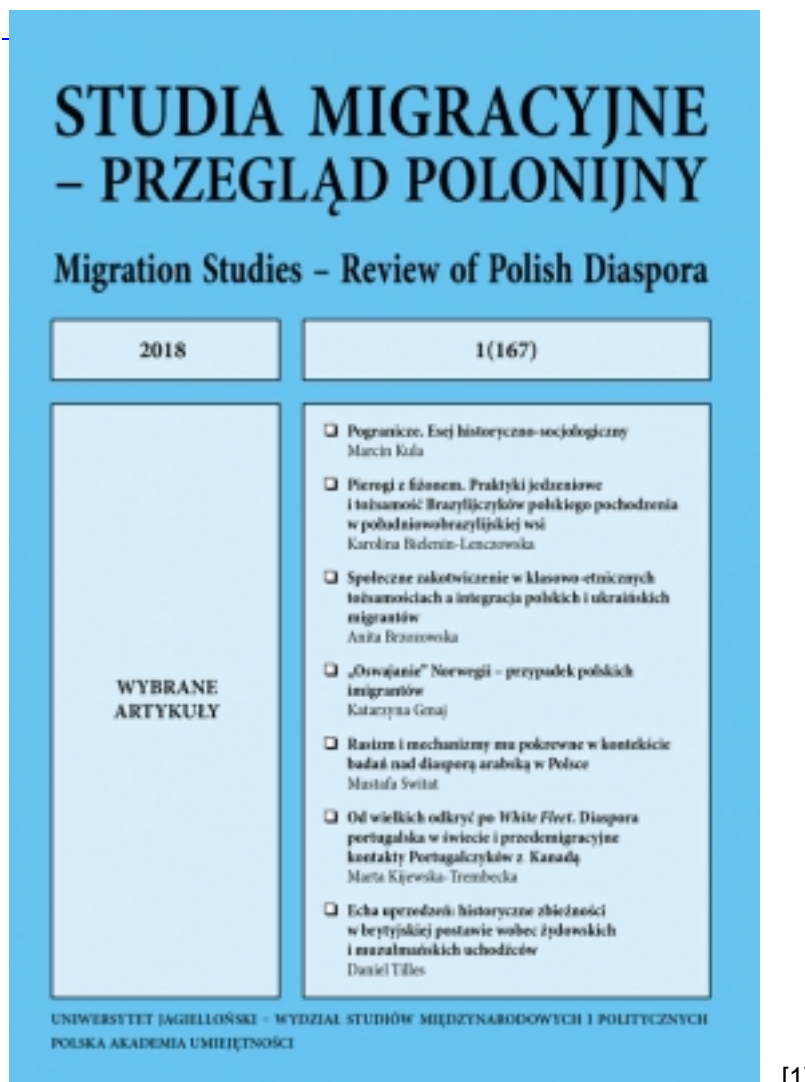 STUDIA MIGRACYJNE
– PRZEGLĄD POLONIJNY
Migration Studies – Review of Polish Diaspora
2018
1(167)
WYBRANE
ARTYKUŁY
❑ Pogranicze. Esej historyczno-socjologiczny
Marcin Kula
❑ Pierogi z fiżonem. Praktyki jedzeniowe
i tożsamość Brazylijczyków polskiego pochodzenia
w południowobrazylijskiej wsi
Karolina Bielenin-Lenczowska
❑ Społeczne zakotwiczenie w klasowo-etnicznych
tożsamościach a integracja polskich i ukraińskich
migrantów
Anita Brzozowska
❑ „Oswajanie” Norwegii – przypadek polskich
imigrantów
Katarzyna Gmaj
❑ Rasizm i mechanizmy mu pokrewne w kontekście
badań nad diasporą arabską w Polsce
Mustafa Switat
❑ Od wielkich odkryć po White Fleet. Diaspora
portugalska w świecie i przedemigracyjne
kontakty Portugalczyków z Kanadą
Marta Kijewska-Trembecka
❑ Echa uprzedzeń: historyczne zbieżności
w brytyjskiej postawie wobec żydowskich
i muzułmańskich uchodźców
Daniel Tilles
UNIWERSYTET JAGIELLOŃSKI – WYDZIAŁ STUDIÓW MIĘDZYNARODOWYCH I POLITYCZNYCH
POLSKA AKADEMIA UMIEJĘTNOŚCI
[1]